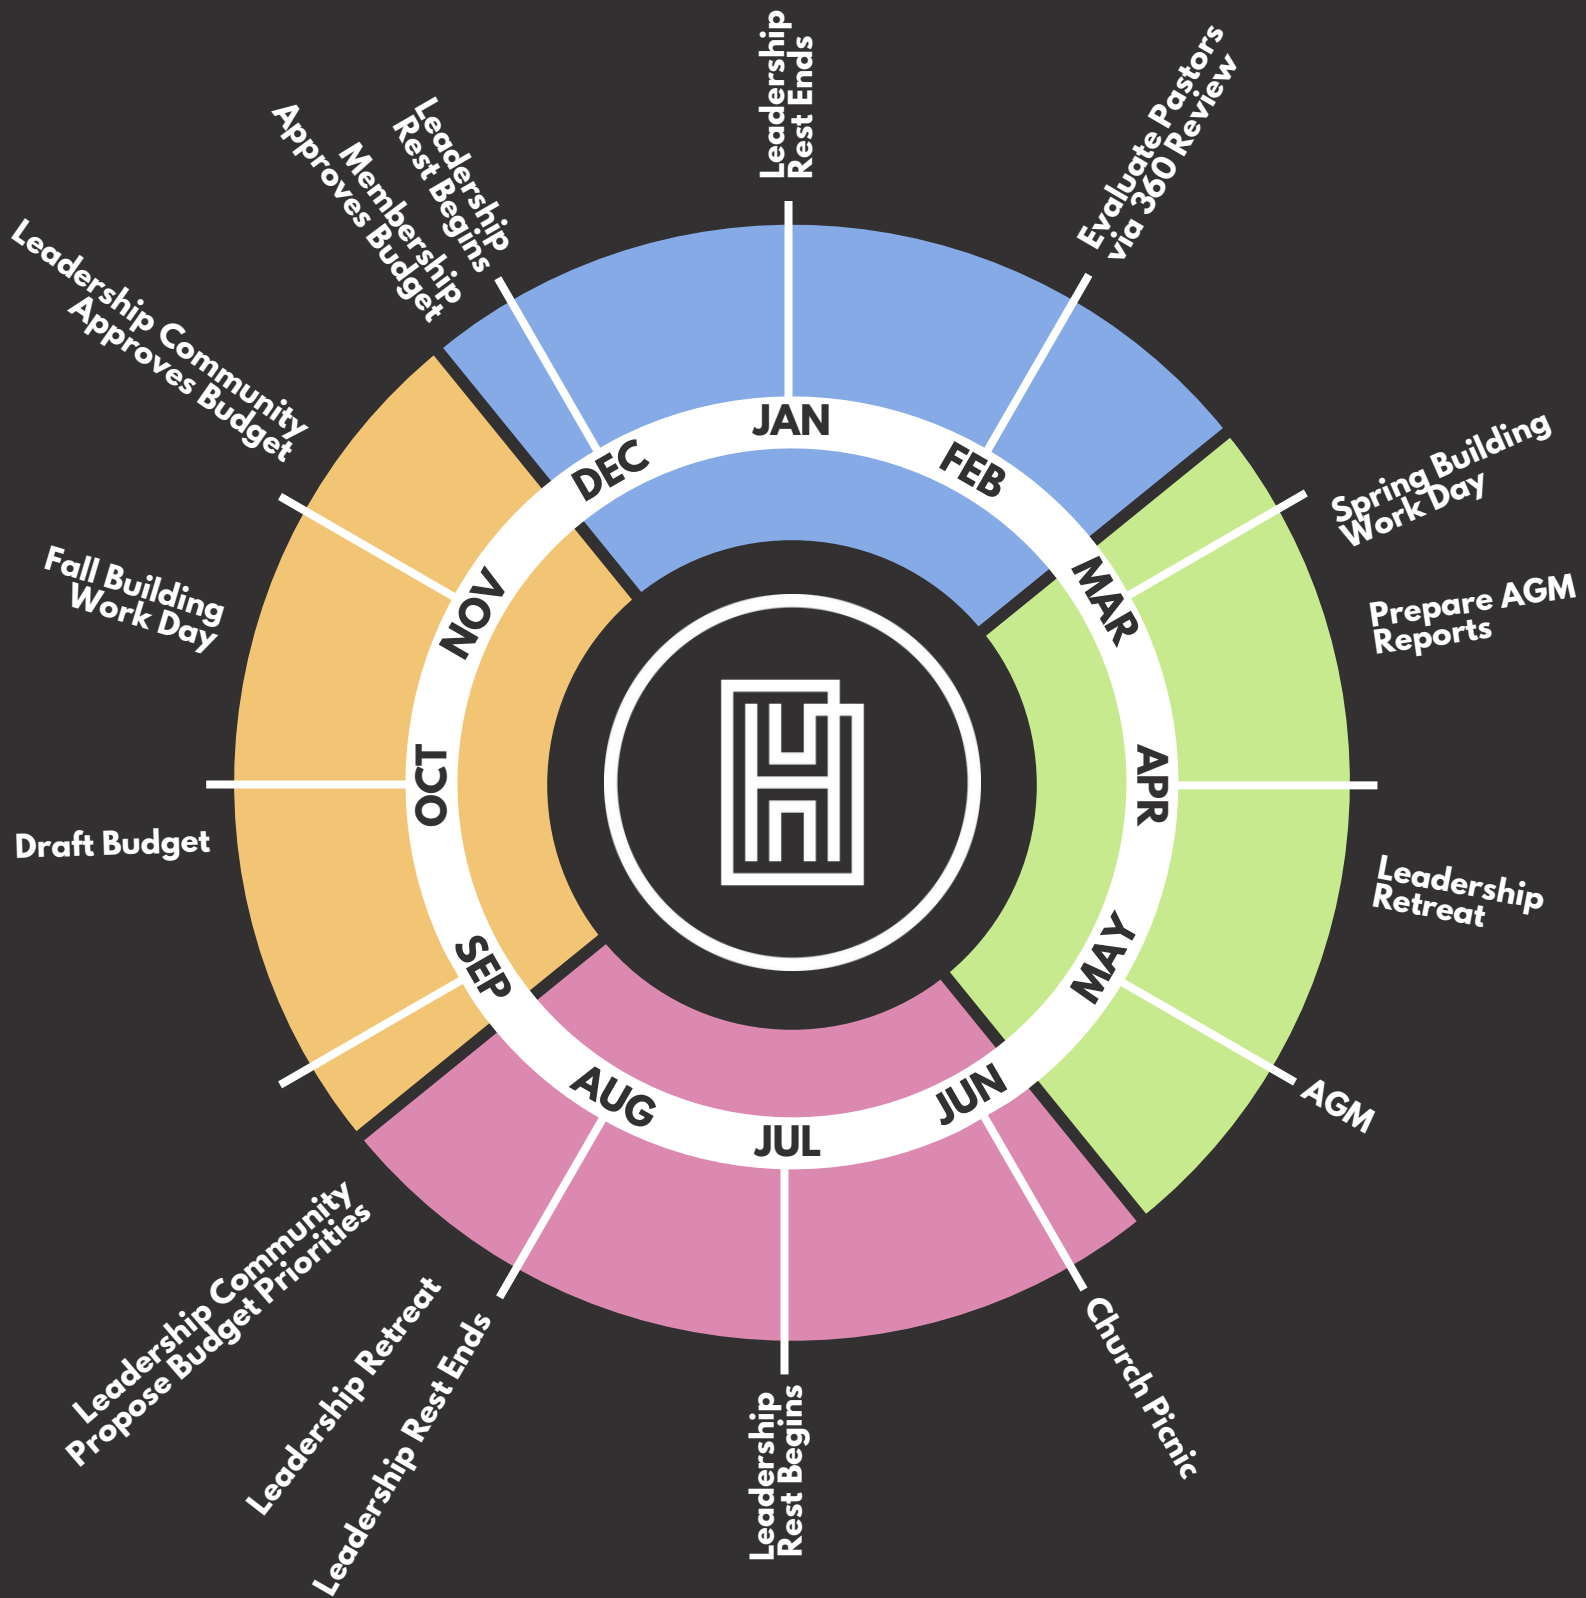 Leadership
Rest Ends
Evaluate Pastors
via 360 Review
Spring Building
Work Day
Prepare AGM
Reports
Leadership
Retreat
AGM
Church Picnic
Leadership
Rest Begins
Leadership Rest Ends
Leadership Retreat
Leadership Community
Propose Budget Priorities
Draft Budget
Fall Building
Work Day
Leadership Community
Approves Budget
Membership
Approves Budget
Leadership
Rest Begins
JAN
FEB
MAR
APR
MAY
JUN
JUL
AUG
SEP
OCT
NOV
DEC